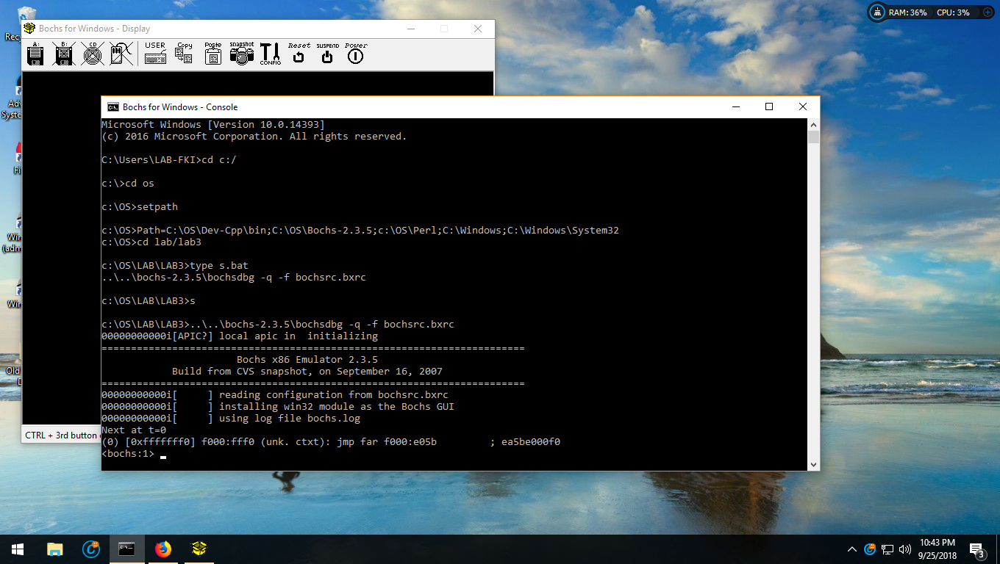 RAM: 36% CPU: 3%
Bochs for Windows - Display
A: B: CD USER Copy Poste snapshot CONFIG Reset SUSPEND Power
Bochs for Windows - Console
Microsoft Windows [Version 10.0.14393]
(c) 2016 Microsoft Corporation. All rights reserved.
C:\Users\LAB-FKI>cd c:/
c:\>cd os
c:\OS>setpath
c:\OS>Path=C:\OS\Dev-Cpp\bin;C:\OS\Bochs-2.3.5;c:\OS\Perl;C:\Windows;C:\Windows\System32
c:\OS>cd lab/lab3
c:\OS\LAB\LAB3>type s.bat
..\..\bochs-2.3.5\bochsdbg -q -f bochsrc.bxrc
c:\OS\LAB\LAB3>s
c:\OS\LAB\LAB3>..\..\bochs-2.3.5\bochsdbg -q -f bochsrc.bxrc
00000000000i[APIC?] local apic in  initializing
========================================================================
Bochs x86 Emulator 2.3.5
Build from CVS snapshot, on September 16, 2007
========================================================================
00000000000i[     ] reading configuration from bochsrc.bxrc
00000000000i[     ] installing win32 module as the Bochs GUI
00000000000i[     ] using log file bochs.log
Next at t=0
(0) [0xfffffff0] f000:fff0 (unk. ctxt): jmp far f000:e05b         ; ea5be000f0
<bochs:1>
CTRL + 3rd button
Old
10:43 PM
9/25/2018
3